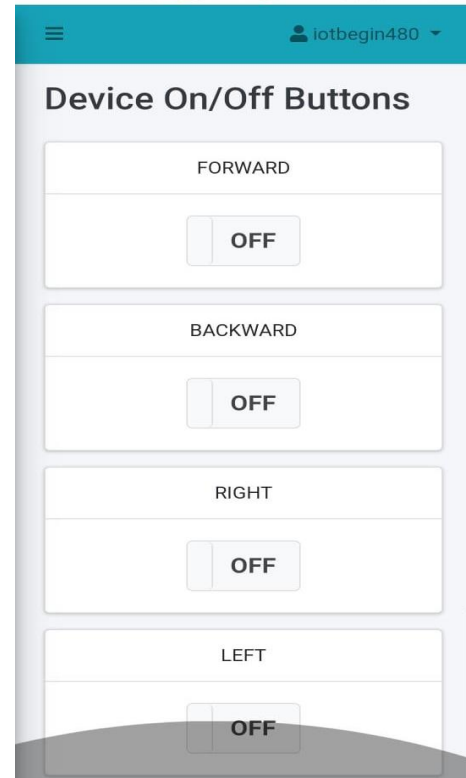 iotbegin480
Device On/Off Buttons
FORWARD
OFF
BACKWARD
OFF
RIGHT
OFF
LEFT
OFF